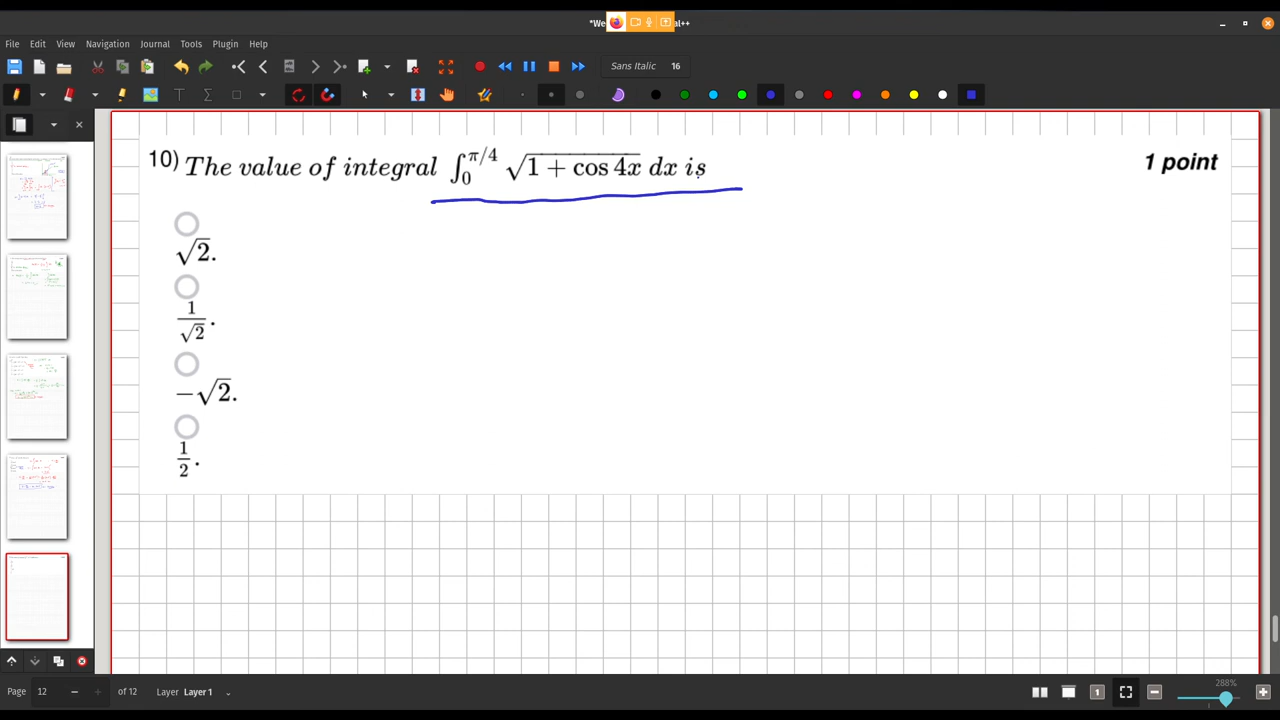 *We al++
File Edit View Navigation Journal Tools Plugin Help
Sans Italic 16
10) The value of integral ∫₀^{π/4} √(1 + cos 4x) dx is 1 point
√2.
1/√2.
−√2.
1/2.
Page 12 of 12 Layer Layer 1 288%